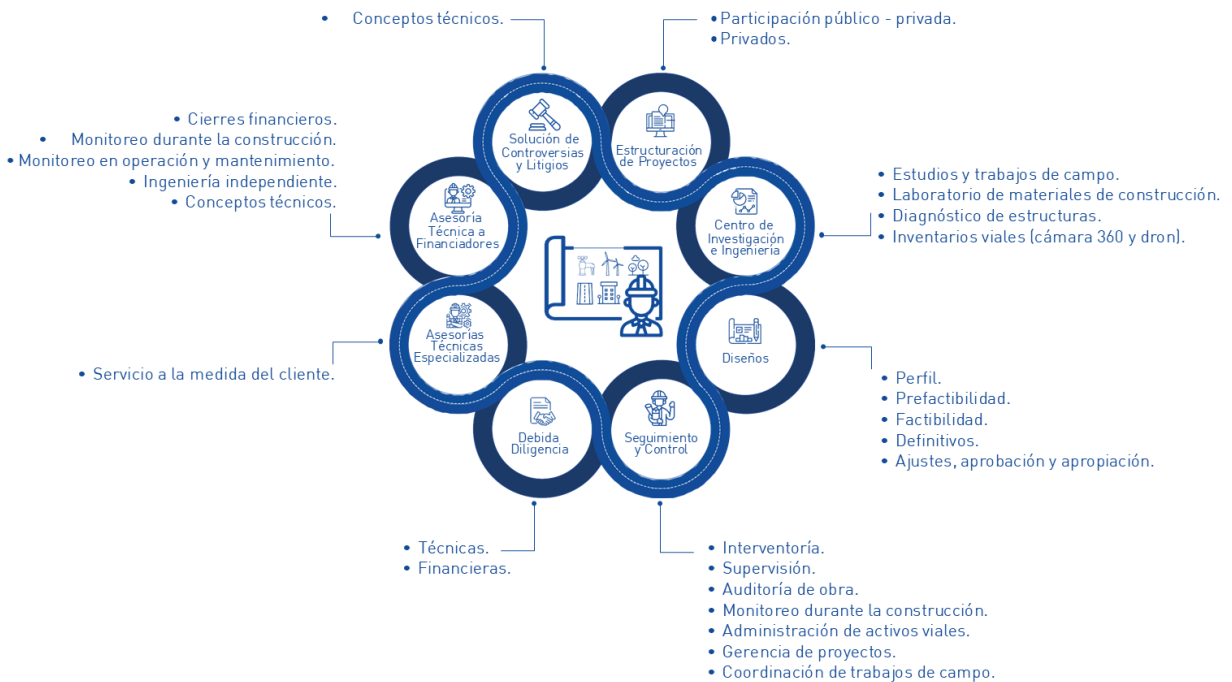 • Conceptos técnicos.
Solución de
Controversias
y Litigios
• Participación público - privada.
• Privados.
Estructuración
de Proyectos
• Estudios y trabajos de campo.
• Laboratorio de materiales de construcción.
• Diagnóstico de estructuras.
• Inventarios viales (cámara 360 y dron).
Centro de
Investigación
e Ingeniería
Diseños
• Perfil.
• Prefactibilidad.
• Factibilidad.
• Definitivos.
• Ajustes, aprobación y apropiación.
Seguimiento
y Control
• Interventoría.
• Supervisión.
• Auditoría de obra.
• Monitoreo durante la construcción.
• Administración de activos viales.
• Gerencia de proyectos.
• Coordinación de trabajos de campo.
Debida
Diligencia
• Técnicas.
• Financieras.
Asesorías
Técnicas
Especializadas
• Servicio a la medida del cliente.
Asesoría
Técnica a
Financiadores
• Cierres financieros.
• Monitoreo durante la construcción.
• Monitoreo en operación y mantenimiento.
• Ingeniería independiente.
• Conceptos técnicos.